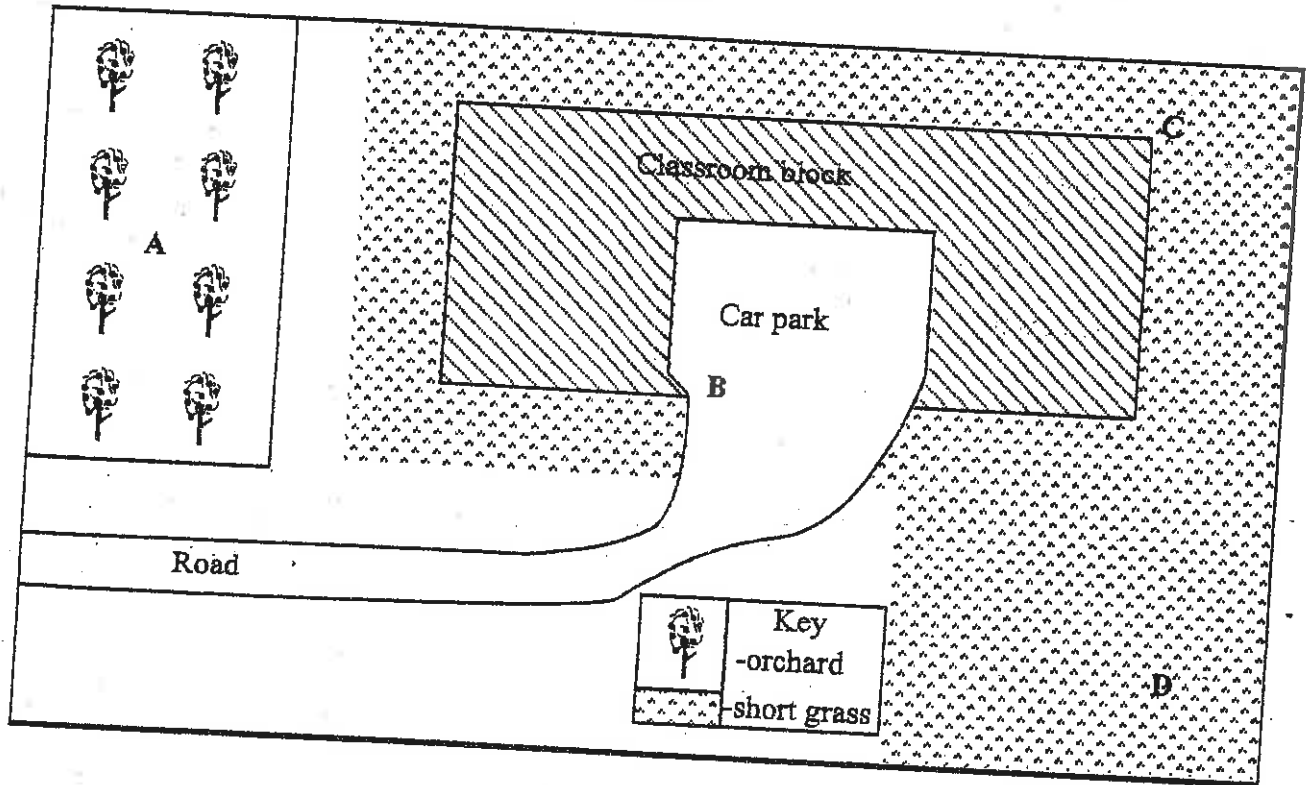 C
Classroom block
A
Car park
B
Road
Key
-orchard
-short grass
D